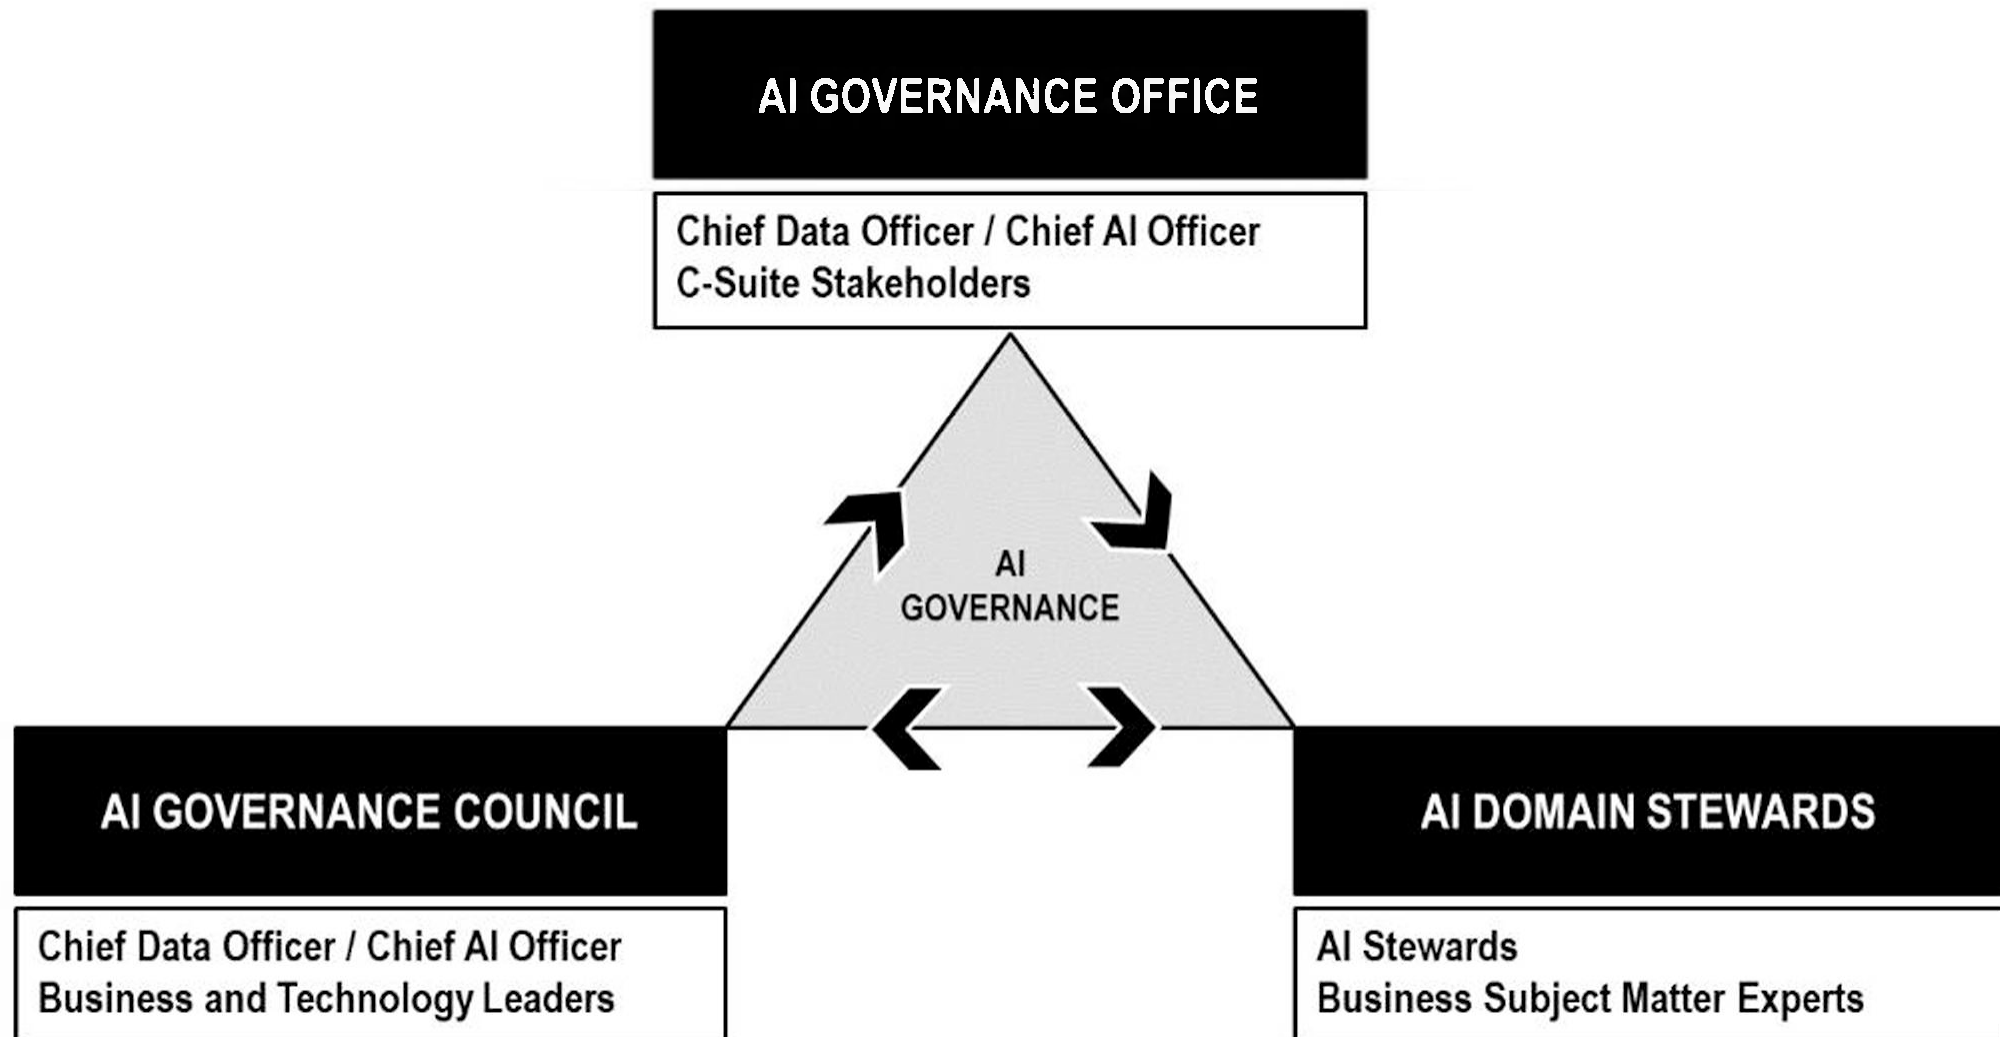 AI GOVERNANCE OFFICE
Chief Data Officer / Chief AI Officer
C-Suite Stakeholders
AI
GOVERNANCE
AI GOVERNANCE COUNCIL
Chief Data Officer / Chief AI Officer
Business and Technology Leaders
AI DOMAIN STEWARDS
AI Stewards
Business Subject Matter Experts